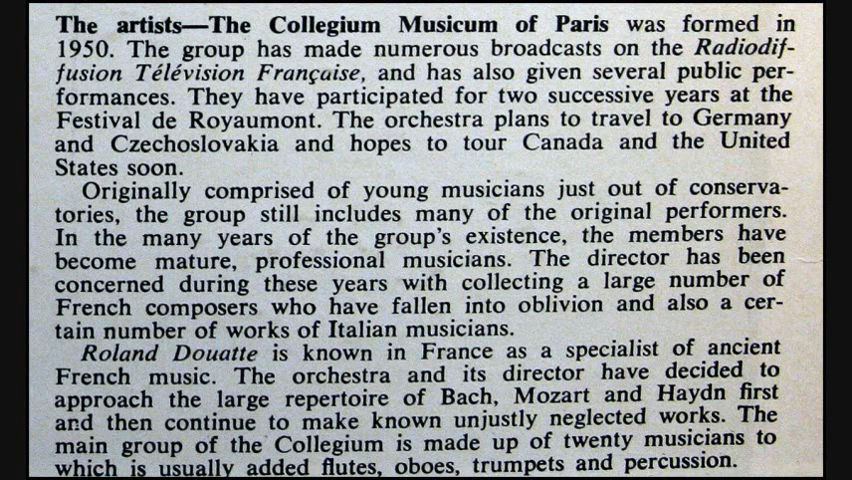 The artists—The Collegium Musicum of Paris was formed in
1950. The group has made numerous broadcasts on the Radiodif-
fusion Télévision Française, and has also given several public per-
formances. They have participated for two successive years at the
Festival de Royaumont. The orchestra plans to travel to Germany
and Czechoslovakia and hopes to tour Canada and the United
States soon.
Originally comprised of young musicians just out of conserva-
tories, the group still includes many of the original performers.
In the many years of the group's existence, the members have
become mature, professional musicians. The director has been
concerned during these years with collecting a large number of
French composers who have fallen into oblivion and also a cer-
tain number of works of Italian musicians.
Roland Douatte is known in France as a specialist of ancient
French music. The orchestra and its director have decided to
approach the large repertoire of Bach, Mozart and Haydn first
and then continue to make known unjustly neglected works. The
main group of the Collegium is made up of twenty musicians to
which is usually added flutes, oboes, trumpets and percussion.